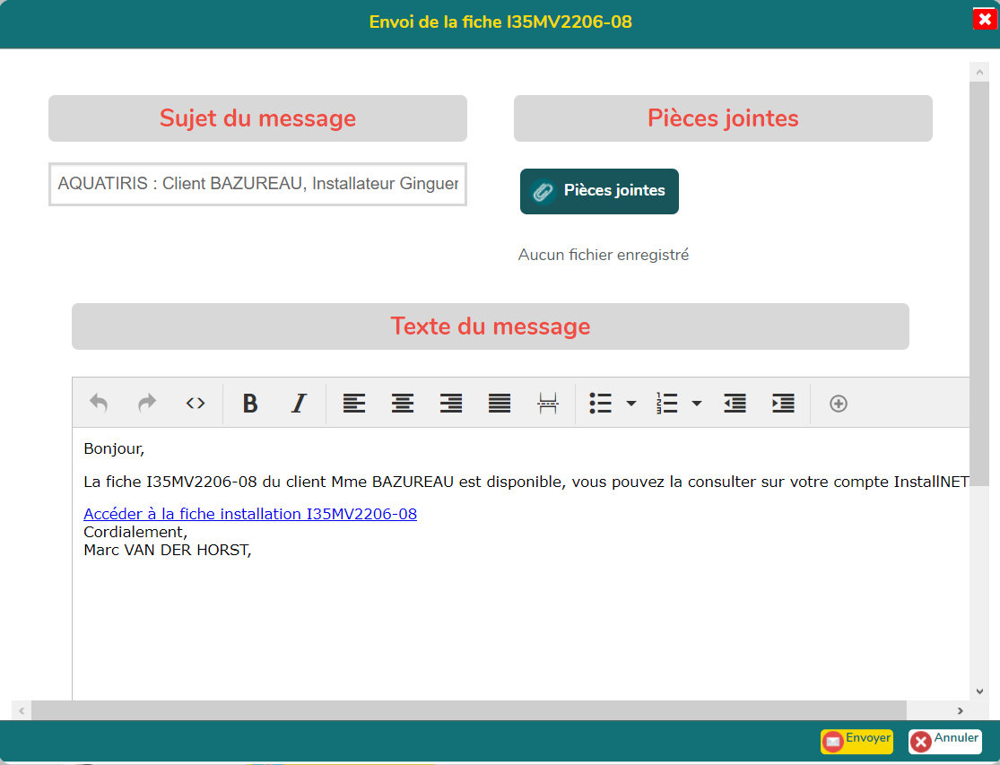 Envoi de la fiche I35MV2206-08
Sujet du message
Pièces jointes
AQUATIRIS : Client BAZUREAU, Installateur Ginguer
Pièces jointes
Aucun fichier enregistré
Texte du message
B I
Bonjour,
La fiche I35MV2206-08 du client Mme BAZUREAU est disponible, vous pouvez la consulter sur votre compte InstallNET
Accéder à la fiche installation I35MV2206-08
Cordialement,
Marc VAN DER HORST,
Envoyer
Annuler